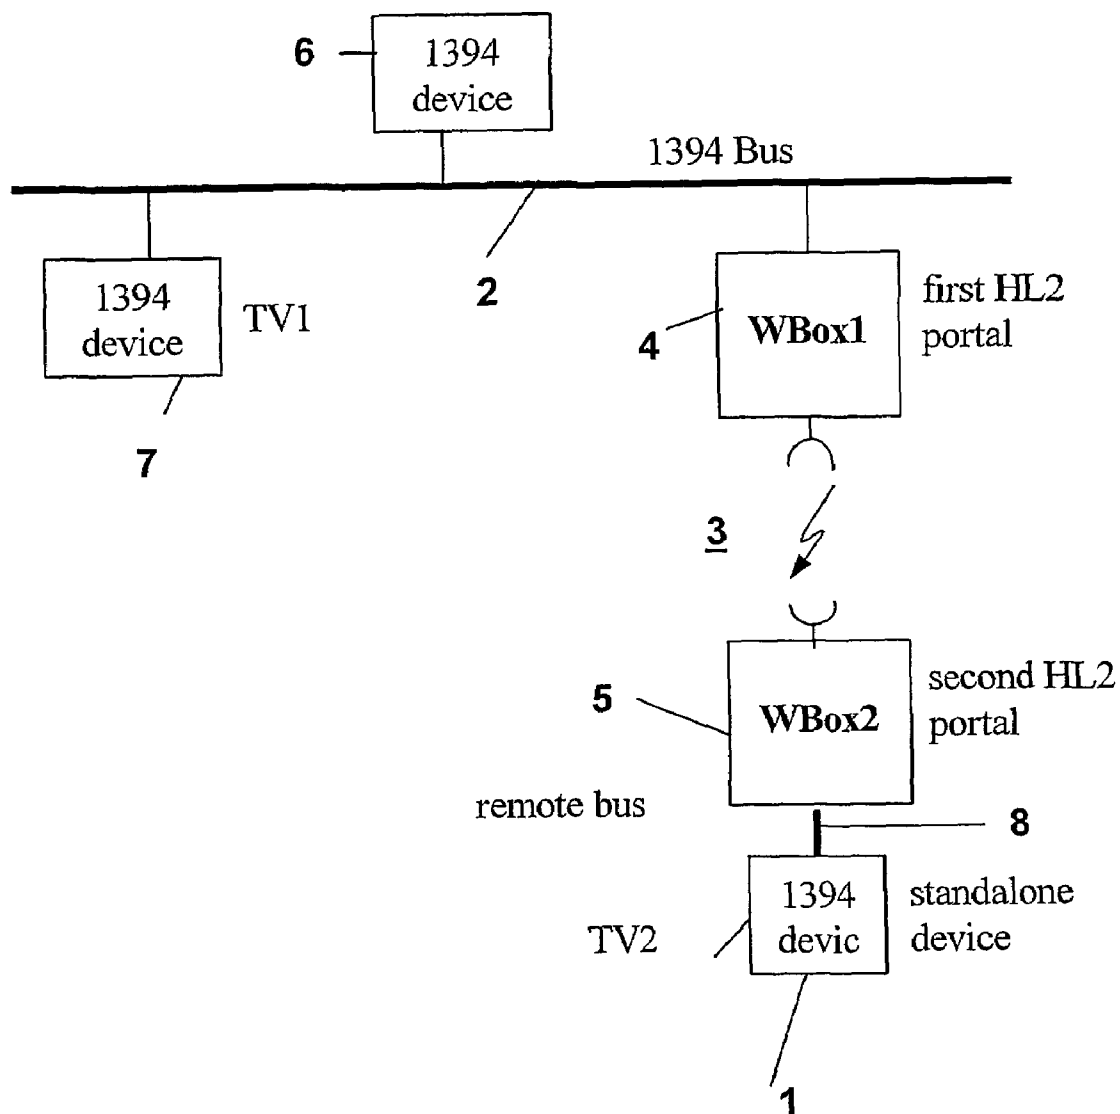 6
1394
device
1394 Bus
2
1394
device
TV1
7
4
WBox1
first HL2
portal
3
5
WBox2
second HL2
portal
remote bus
8
1394
devic
standalone
device
TV2
1